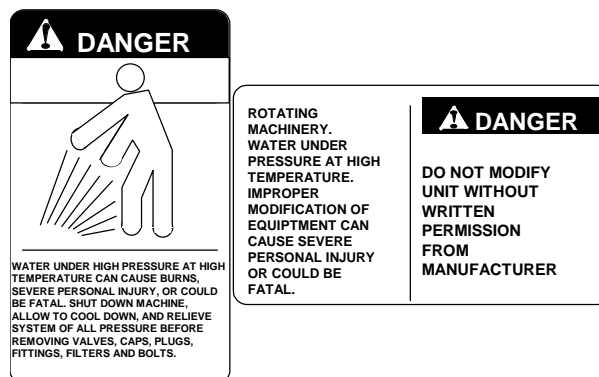 DANGER
WATER UNDER HIGH PRESSURE AT HIGH
TEMPERATURE CAN CAUSE BURNS,
SEVERE PERSONAL INJURY, OR COULD
BE FATAL. SHUT DOWN MACHINE,
ALLOW TO COOL DOWN, AND RELIEVE
SYSTEM OF ALL PRESSURE BEFORE
REMOVING VALVES, CAPS, PLUGS,
FITTINGS, FILTERS AND BOLTS.
ROTATING
MACHINERY.
WATER UNDER
PRESSURE AT HIGH
TEMPERATURE.
IMPROPER
MODIFICATION OF
EQUIPTMENT CAN
CAUSE SEVERE
PERSONAL INJURY
OR COULD BE
FATAL.
DANGER
DO NOT MODIFY
UNIT WITHOUT
WRITTEN
PERMISSION
FROM
MANUFACTURER